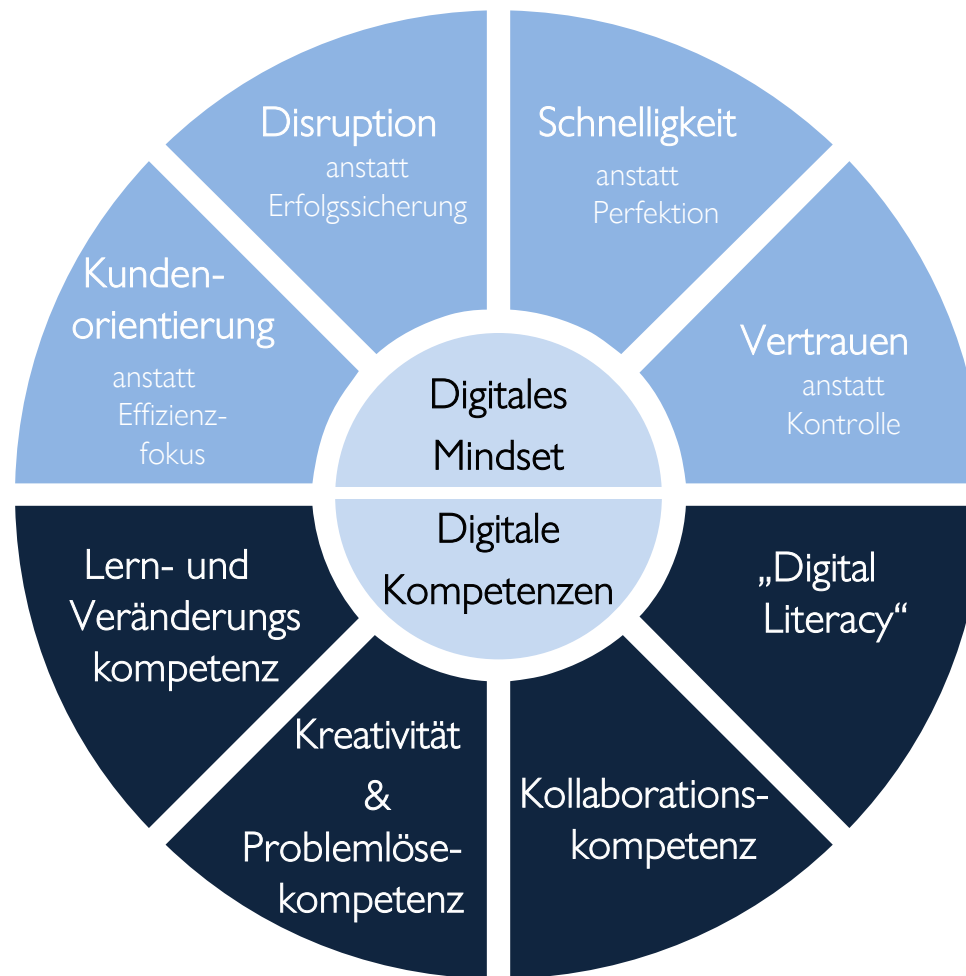 Disruption
anstatt
Erfolgssicherung
Schnelligkeit
anstatt
Perfektion
Kunden-
orientierung
anstatt
Effizienz-
fokus
Vertrauen
anstatt
Kontrolle
Digitales
Mindset
Digitale
Kompetenzen
Lern- und
Veränderungs
kompetenz
„Digital
Literacy“
Kreativität
&
Problemlöse-
kompetenz
Kollaborations-
kompetenz